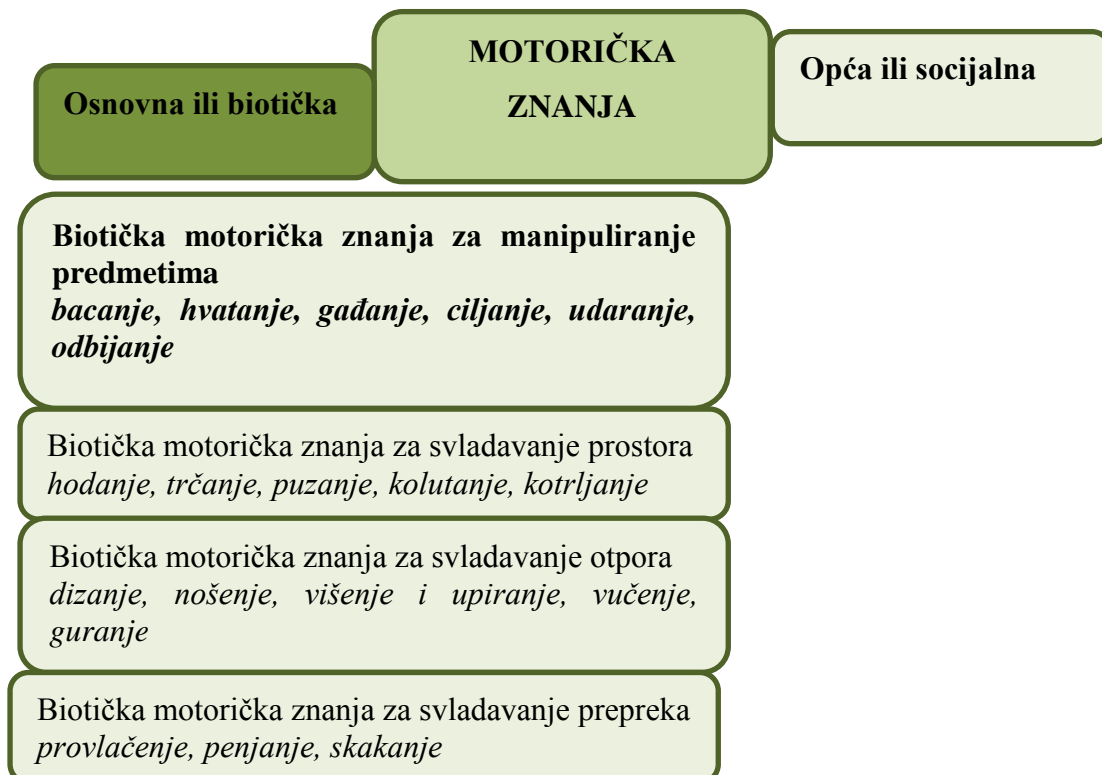 Osnovna ili biotička
MOTORIČKA
ZNANJA
Opća ili socijalna
Biotička motorička znanja za manipuliranje
predmetima
bacanje, hvatanje, gađanje, ciljanje, udaranje,
odbijanje
Biotička motorička znanja za svladavanje prostora
hodanje, trčanje, puzanje, kolutanje, kotrljanje
Biotička motorička znanja za svladavanje otpora
dizanje, nošenje, višenje i upiranje, vučenje,
guranje
Biotička motorička znanja za svladavanje prepreka
provlačenje, penjanje, skakanje